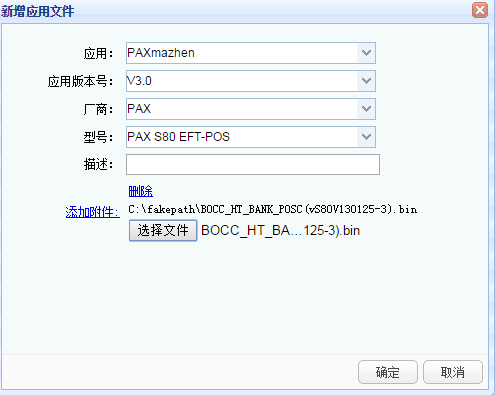 新增应用文件
应用： PAXmazhen
应用版本号： V3.0
厂商： PAX
型号： PAX S80 EFT-POS
描述：
删除
添加附件: C:\fakepath\BOCC_HT_BANK_POSC(vS80V130125-3).bin
选择文件 BOCC_HT_BA...125-3).bin
确定 取消